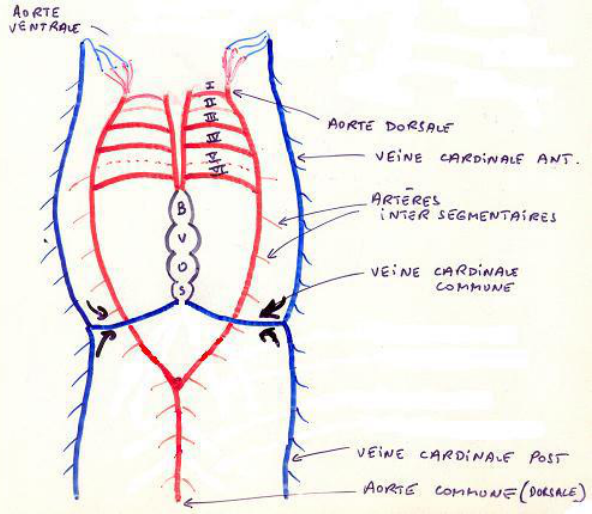 AORTE
VENTRALE
I
II
III
IV
V
VI
AORTE DORSALE
VEINE CARDINALE ANT.
ARTÈRES
INTER SEGMENTAIRES
B
V
O
S
VEINE CARDINALE
COMMUNE
VEINE CARDINALE POST
AORTE COMMUNE (DORSALE)